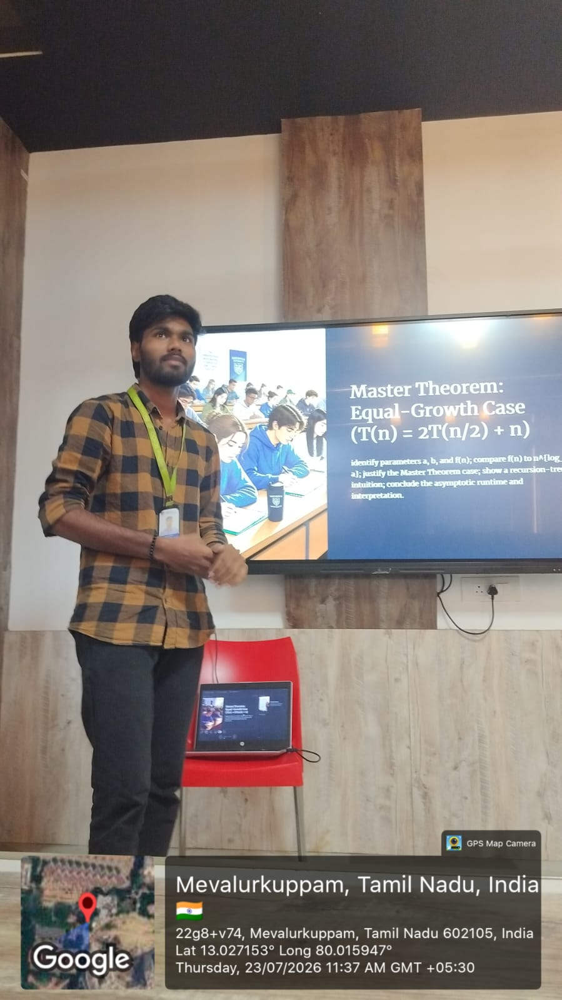 Master Theorem:
Equal-Growth Case
(T(n) = 2T(n/2) + n)
identify parameters a, b, and f(n); compare f(n) to n^{log_
a}; justify the Master Theorem case; show a recursion-tree
intuition; conclude the asymptotic runtime and
interpretation.
GPS Map Camera
Google
Mevalurkuppam, Tamil Nadu, India
22g8+v74, Mevalurkuppam, Tamil Nadu 602105, India
Lat 13.027153° Long 80.015947°
Thursday, 23/07/2026 11:37 AM GMT +05:30